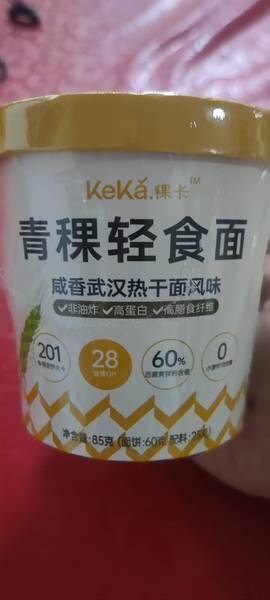 KeKa.稞卡™
青稞轻食面
咸香武汉热干面风味
非油炸 高蛋白 高膳食纤维
201 28 60% 0
净含量:85克(面饼:60克 配料:25克)